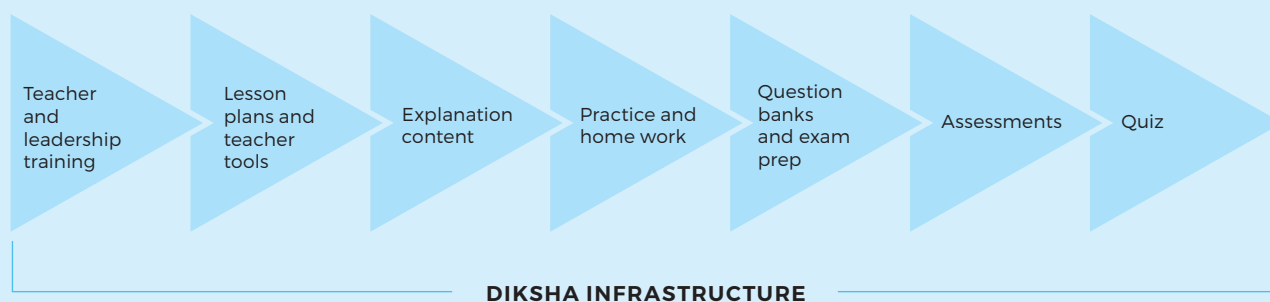 Teacher
and
leadership
training
Lesson
plans and
teacher
tools
Explanation
content
Practice and
home work
Question
banks
and exam
prep
Assessments
Quiz
DIKSHA INFRASTRUCTURE